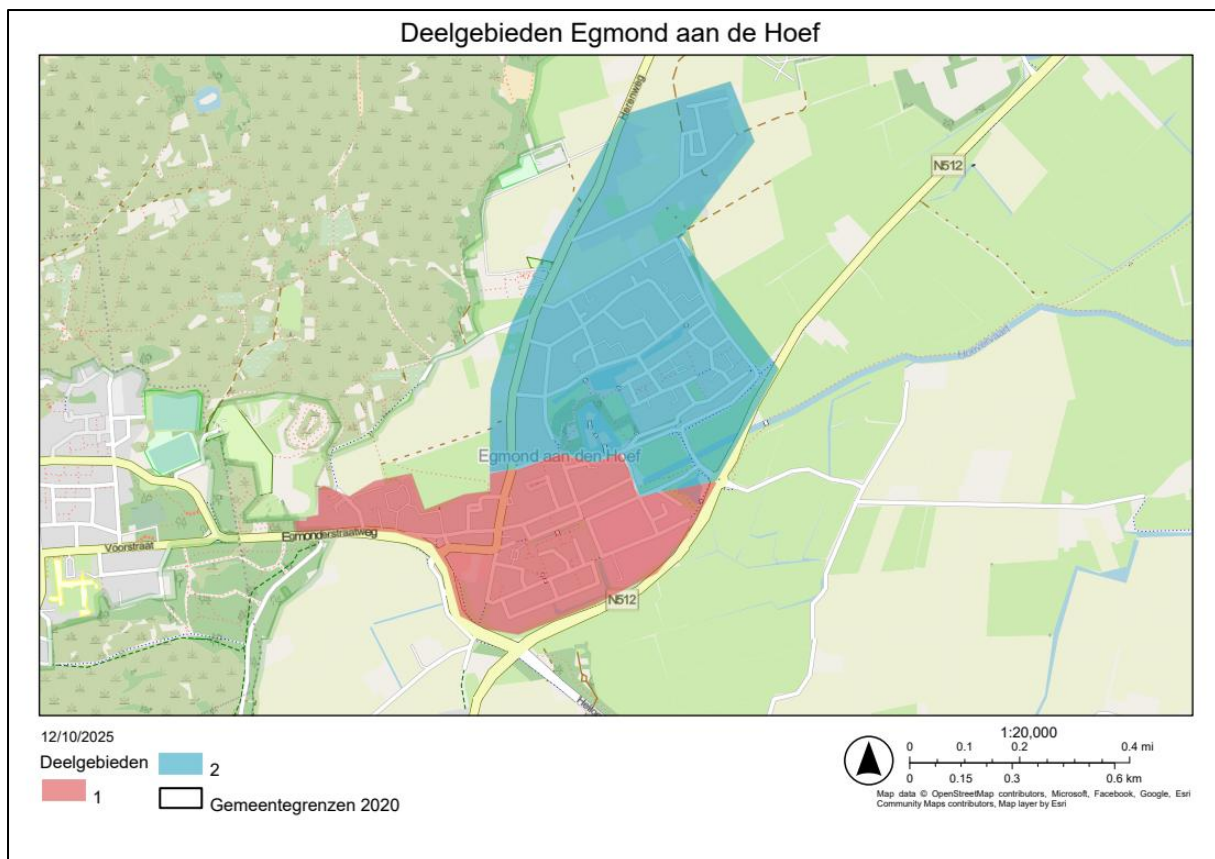 Deelgebieden Egmond aan de Hoef
Herenweg
N512
Hoevervaart
Egmond aan den Hoef
Egmonderstraatweg
Voorstraat
N512
12/10/2025
Deelgebieden
1
2
Gemeentegrenzen 2020
1:20,000
0 0.1 0.2 0.4 mi
0 0.15 0.3 0.6 km
Map data © OpenStreetMap contributors, Microsoft, Facebook, Google, Esri
Community Maps contributors, Map layer by Esri